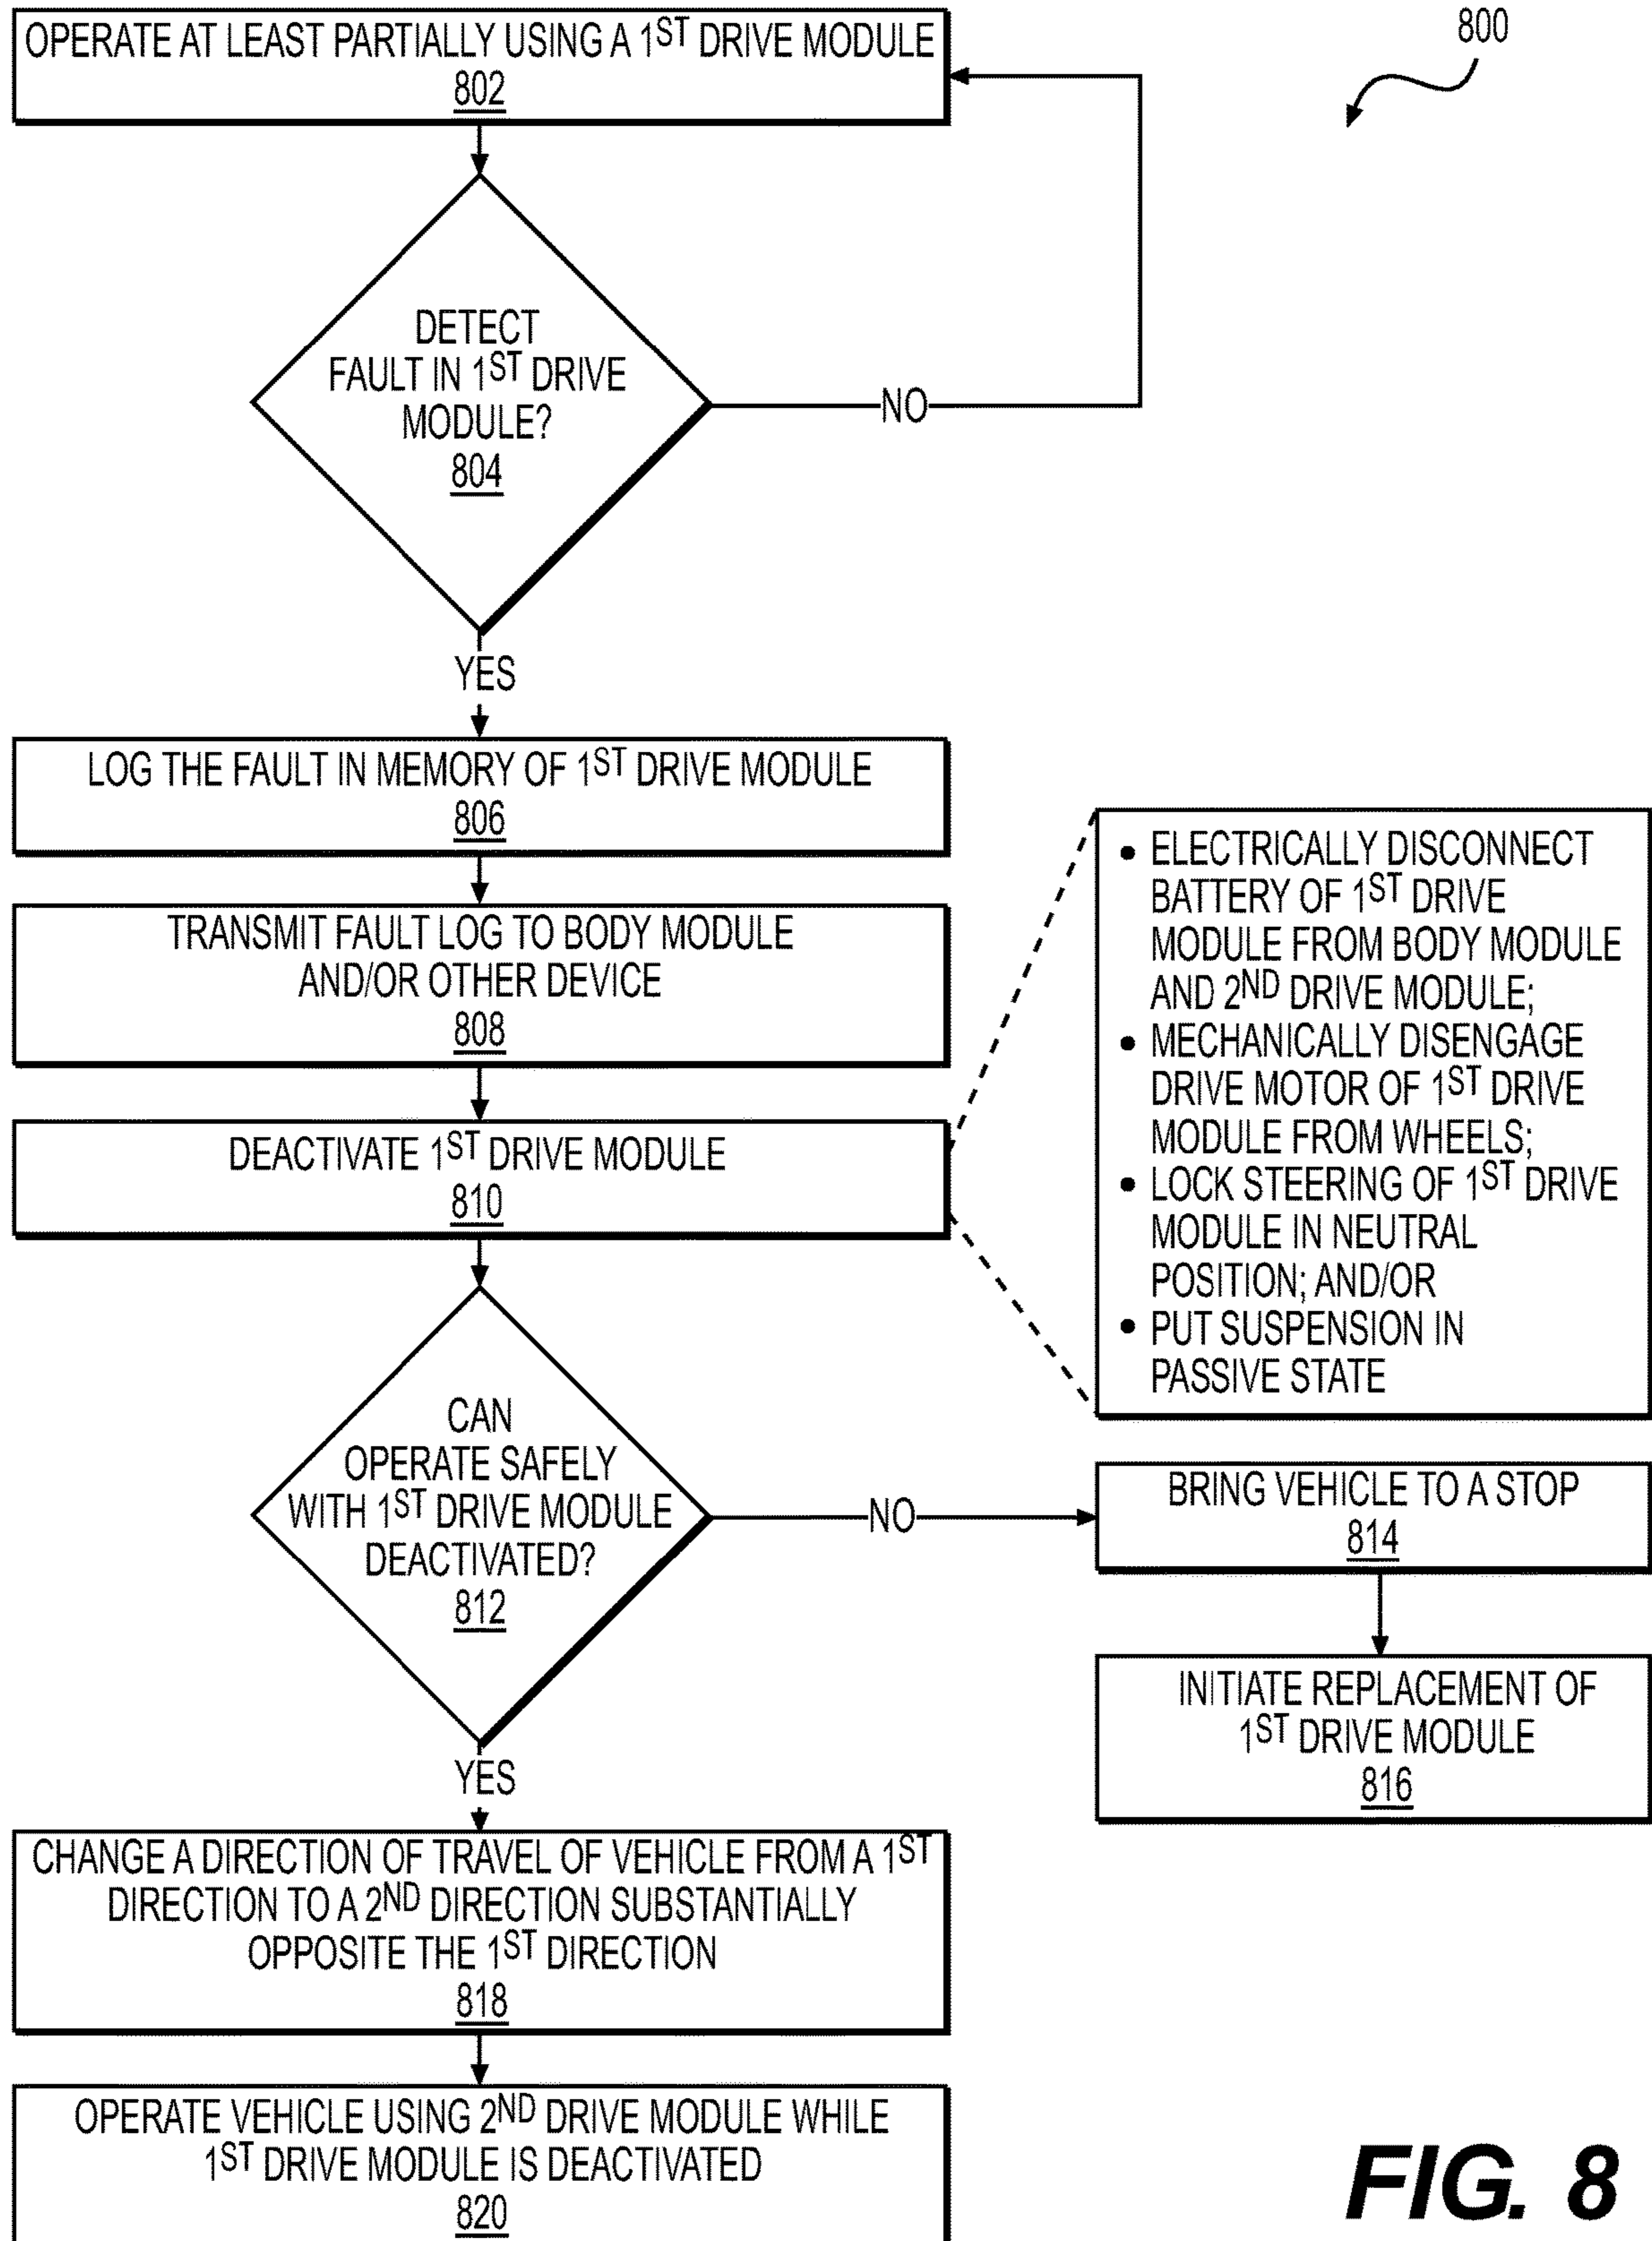 800
OPERATE AT LEAST PARTIALLY USING A 1ST DRIVE MODULE
802
DETECT
FAULT IN 1ST DRIVE
MODULE?
804
NO
YES
LOG THE FAULT IN MEMORY OF 1ST DRIVE MODULE
806
TRANSMIT FAULT LOG TO BODY MODULE
AND/OR OTHER DEVICE
808
DEACTIVATE 1ST DRIVE MODULE
810
• ELECTRICALLY DISCONNECT
BATTERY OF 1ST DRIVE
MODULE FROM BODY MODULE
AND 2ND DRIVE MODULE;
• MECHANICALLY DISENGAGE
DRIVE MOTOR OF 1ST DRIVE
MODULE FROM WHEELS;
• LOCK STEERING OF 1ST DRIVE
MODULE IN NEUTRAL
POSITION; AND/OR
• PUT SUSPENSION IN
PASSIVE STATE
CAN
OPERATE SAFELY
WITH 1ST DRIVE MODULE
DEACTIVATED?
812
NO
BRING VEHICLE TO A STOP
814
INITIATE REPLACEMENT OF
1ST DRIVE MODULE
816
YES
CHANGE A DIRECTION OF TRAVEL OF VEHICLE FROM A 1ST
DIRECTION TO A 2ND DIRECTION SUBSTANTIALLY
OPPOSITE THE 1ST DIRECTION
818
OPERATE VEHICLE USING 2ND DRIVE MODULE WHILE
1ST DRIVE MODULE IS DEACTIVATED
820
FIG. 8